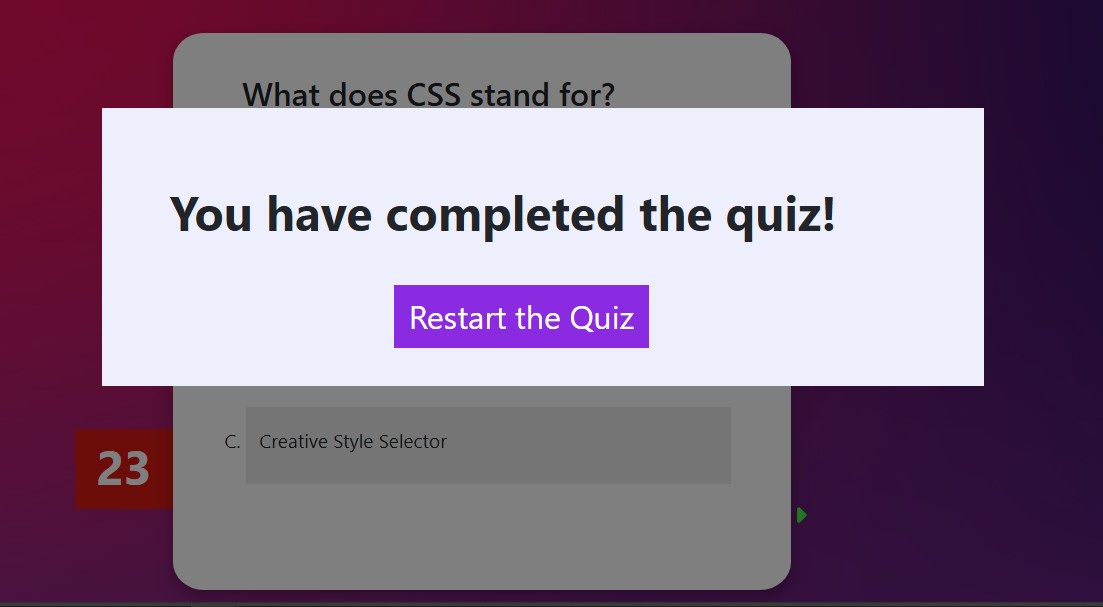 What does CSS stand for?
You have completed the quiz!
Restart the Quiz
C. Creative Style Selector
23